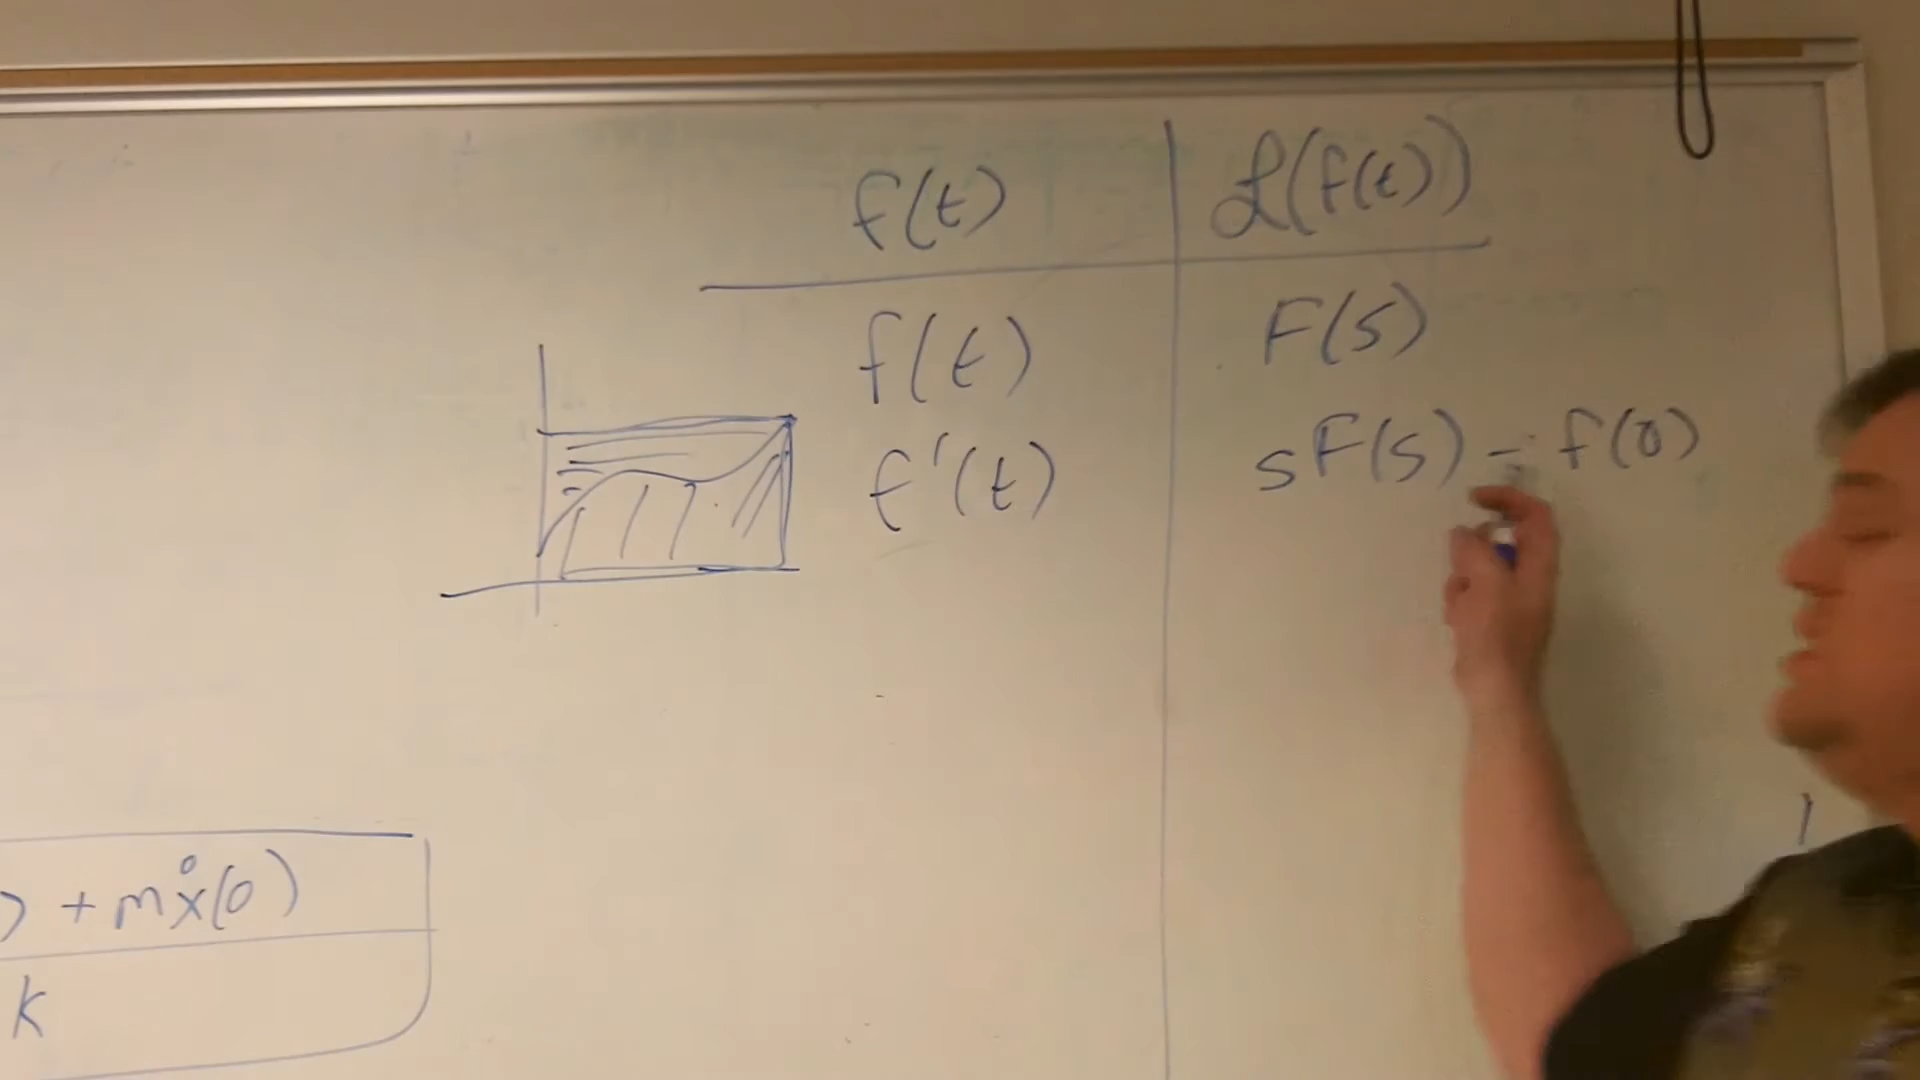 f(t) ℒ(f(t))
f(t) F(s)
f'(t) sF(s) - f(0)
) + mẋ(0)
k